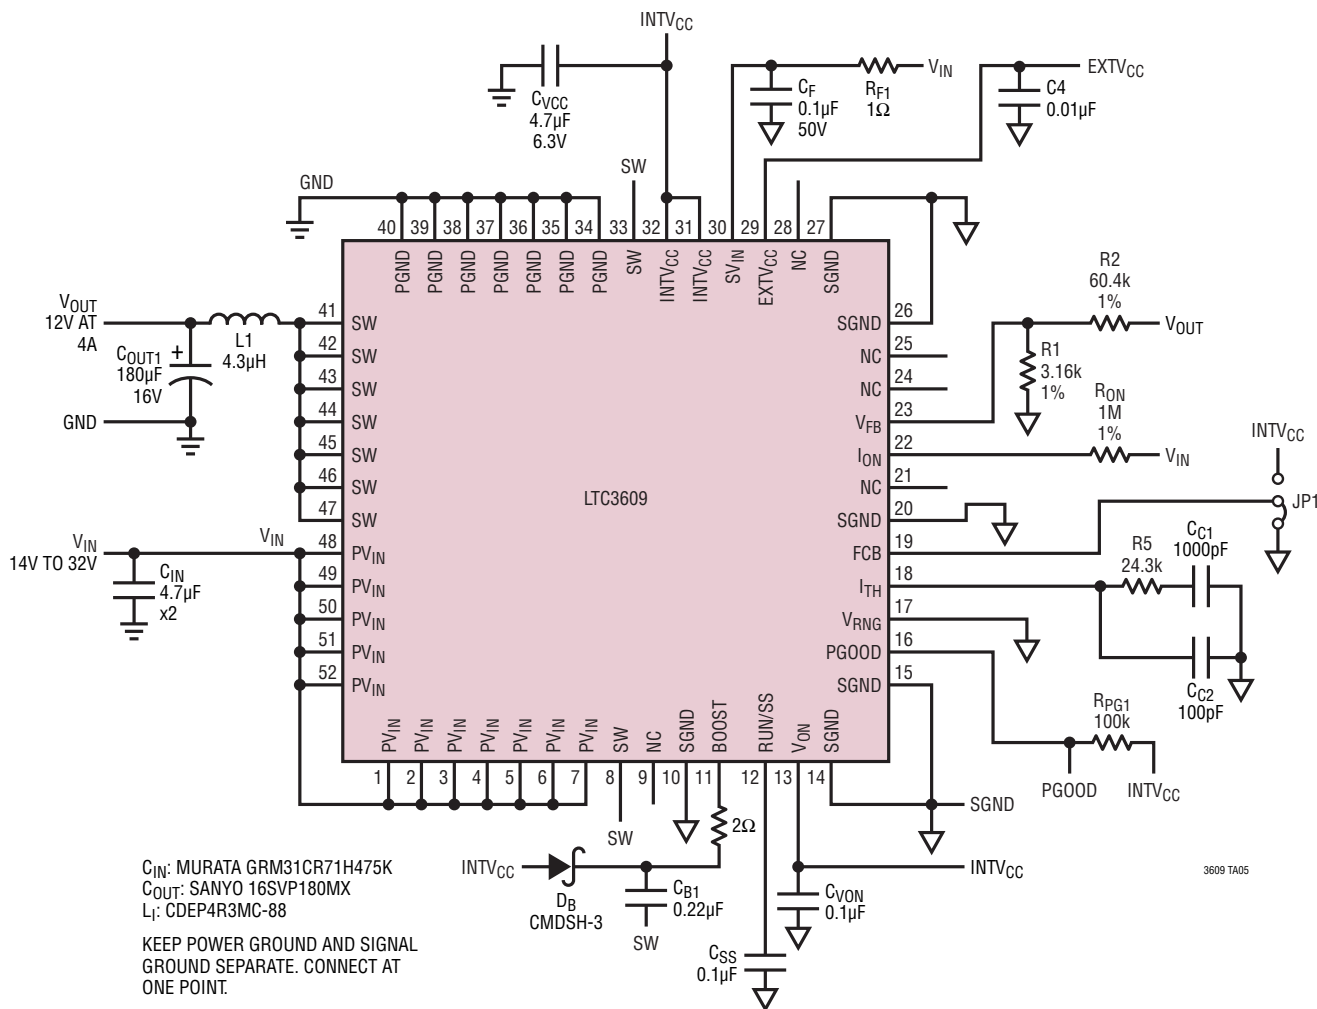 INTVCC
CVCC
4.7µF
6.3V
CF
0.1µF
50V
RF1
1Ω
VIN
EXTVCC
C4
0.01µF
GND
SW
40 39 38 37 36 35 34 33 32 31 30 29 28 27
PGND PGND PGND PGND PGND PGND PGND SW INTVCC INTVCC SVIN EXTVCC NC SGND
VOUT
12V AT
4A
COUT1
+
180µF
16V
GND
L1
4.3µH
41 SW
42 SW
43 SW
44 SW
45 SW
46 SW
47 SW
VIN
14V TO 32V
VIN
CIN
4.7µF
x2
48 PVIN
49 PVIN
50 PVIN
51 PVIN
52 PVIN
LTC3609
SGND 26
NC 25
NC 24
VFB 23
ION 22
NC 21
SGND 20
FCB 19
ITH 18
VRNG 17
PGOOD 16
SGND 15
R2
60.4k
1%
VOUT
R1
3.16k
1%
RON
1M
1%
VIN
INTVCC
JP1
R5
24.3k
CC1
1000pF
CC2
100pF
RPG1
100k
PGOOD
INTVCC
PVIN PVIN PVIN PVIN PVIN PVIN PVIN SW NC SGND BOOST RUN/SS VON SGND
1 2 3 4 5 6 7 8 9 10 11 12 13 14
SW
2Ω
SGND
INTVCC
DB
CMDSH-3
CB1
0.22µF
SW
INTVCC
CVON
0.1µF
CSS
0.1µF
CIN: MURATA GRM31CR71H475K
COUT: SANYO 16SVP180MX
LI: CDEP4R3MC-88
KEEP POWER GROUND AND SIGNAL
GROUND SEPARATE. CONNECT AT
ONE POINT.
3609 TA05